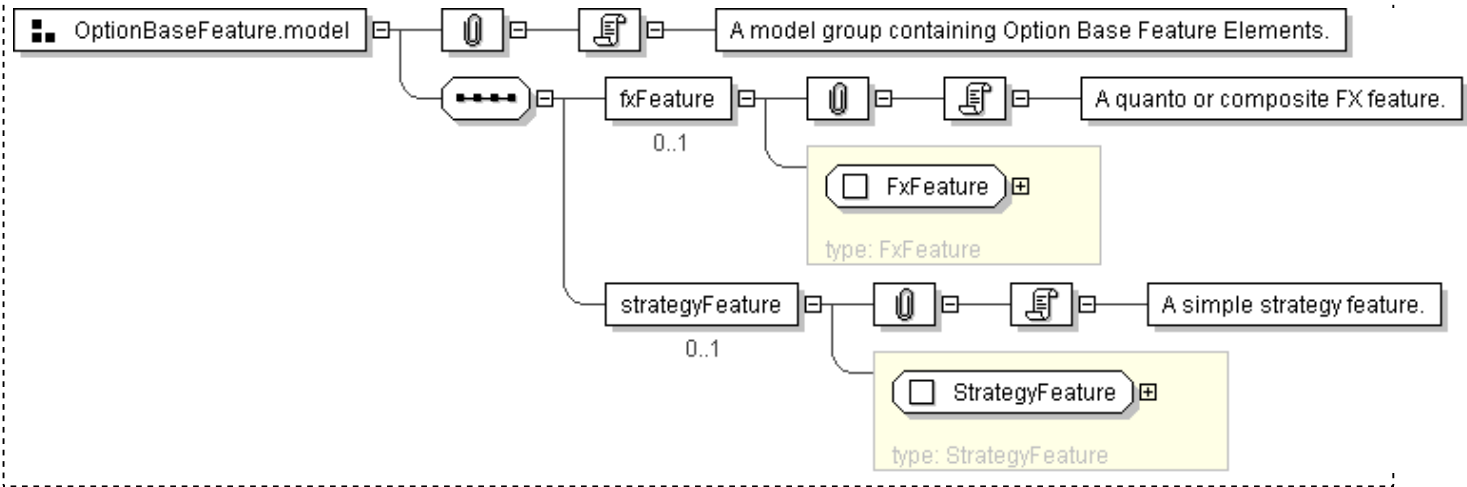 OptionBaseFeature.model
A model group containing Option Base Feature Elements.
fxFeature
A quanto or composite FX feature.
0..1
FxFeature
type: FxFeature
strategyFeature
A simple strategy feature.
0..1
StrategyFeature
type: StrategyFeature